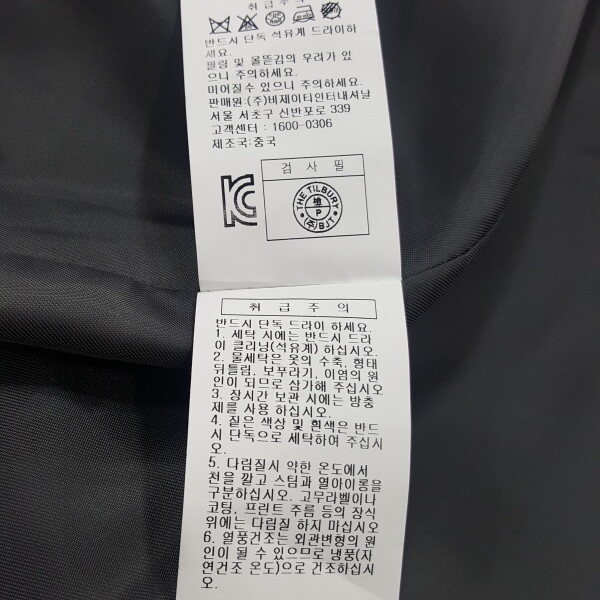 취급주의
반드시 단독 석유계 드라이하
세요.
필링 및 올뜯김의 우려가 있
으니 주의하세요.
미어질수 있으니 주의하세요.
판매원:(주)비제이티인터내셔날
서울 서초구 신반포로 339
고객센터 : 1600-0306
제조국:중국
검 사 필
THE TILBURY
檢
P
(주)BJT
취 급 주 의
반드시 단독 드라이 하세요.
1. 세탁 시에는 반드시 드라
이 클리닝(석유계) 하십시오.
2. 물세탁은 옷의 수축, 형태
뒤틀림, 보푸라기, 이염의 원
인이 되므로 삼가해 주십시오
3. 장시간 보관 시에는 방충
제를 사용 하십시오.
4. 짙은 색상 및 흰색은 반드
시 단독으로 세탁하여 주십시
오.
5. 다림질시 약한 온도에서
천을 깔고 스팀과 열아이롱을
구분하십시오. 고무라벨이나
코팅, 프린트 주름 등의 장식
위에는 다림질 하지 마십시오
6. 열풍건조는 외관변형의 원
인이 될 수 있으므로 냉풍(자
연건조 온도)으로 건조하십시
오.